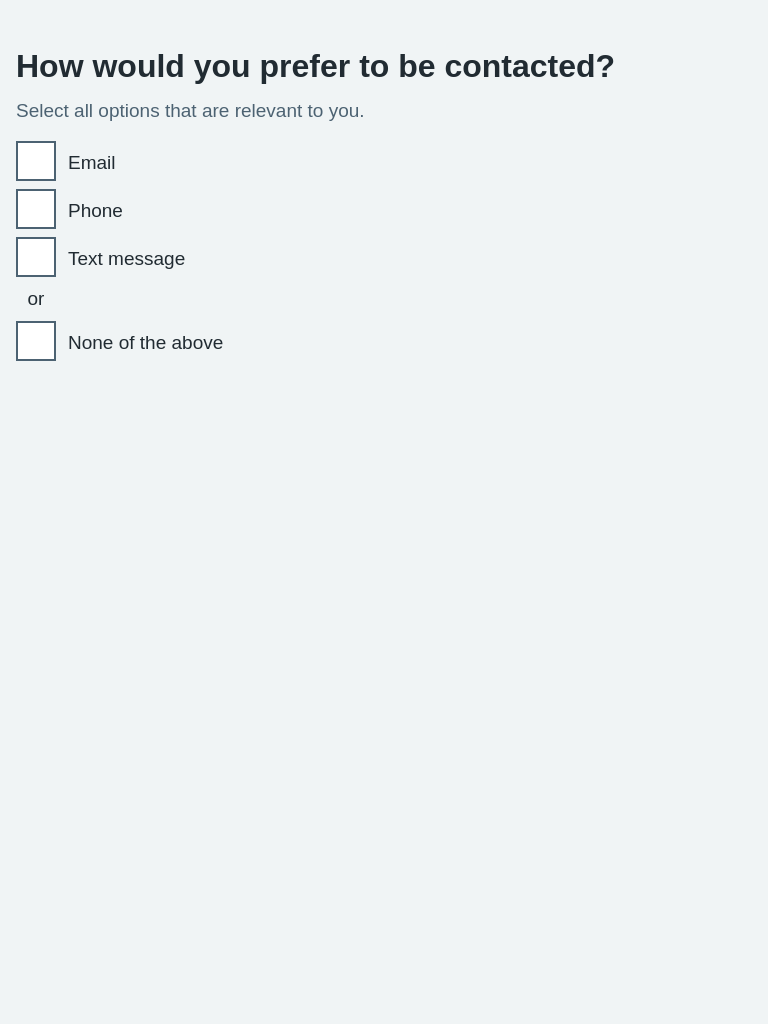 How would you prefer to be contacted?
Select all options that are relevant to you.
Email
Phone
Text message
or
None of the above